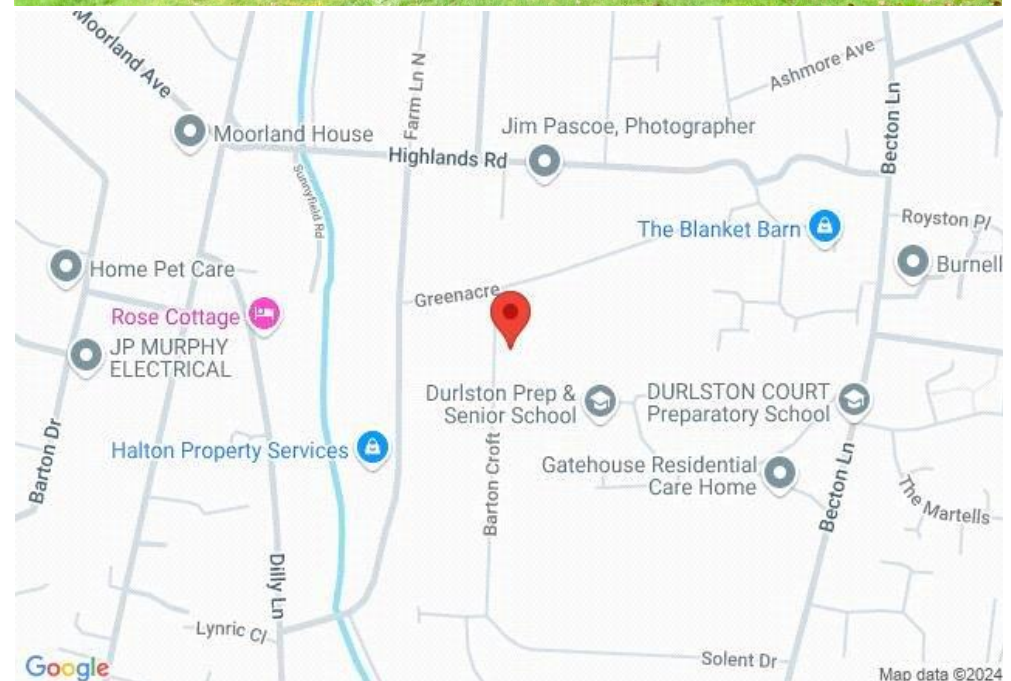 Moorland Ave
Ashmore Ave
Farm Ln N
Becton Ln
Moorland House
Jim Pascoe, Photographer
Highlands Rd
Sunnyfield Rd
Royston Pl
The Blanket Barn
Burnell
Home Pet Care
Greenacre
Rose Cottage
JP MURPHY
ELECTRICAL
Durlston Prep &
Senior School
DURLSTON COURT
Preparatory School
Barton Dr
Halton Property Services
Barton Croft
Gatehouse Residential
Care Home
Becton Ln
The Martells
Dilly Ln
Lynric Cl
Solent Dr
Google
Map data ©2024